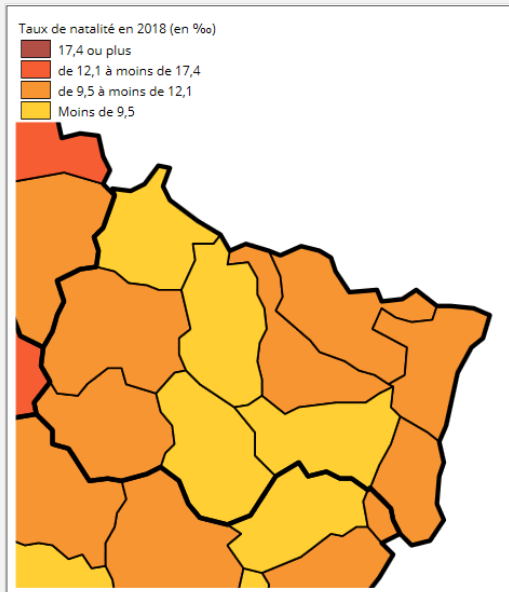 Taux de natalité en 2018 (en ‰)
17,4 ou plus
de 12,1 à moins de 17,4
de 9,5 à moins de 12,1
Moins de 9,5